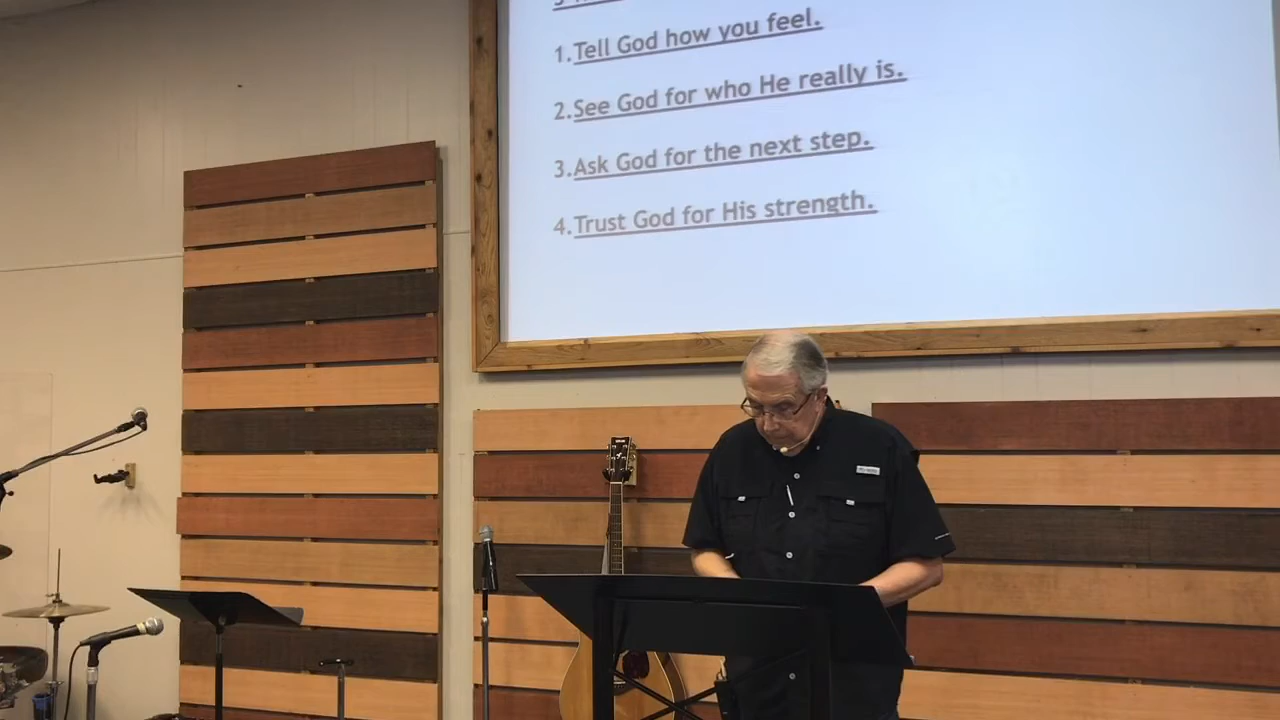 1. Tell God how you feel.
2. See God for who He really is.
3. Ask God for the next step.
4. Trust God for His strength.